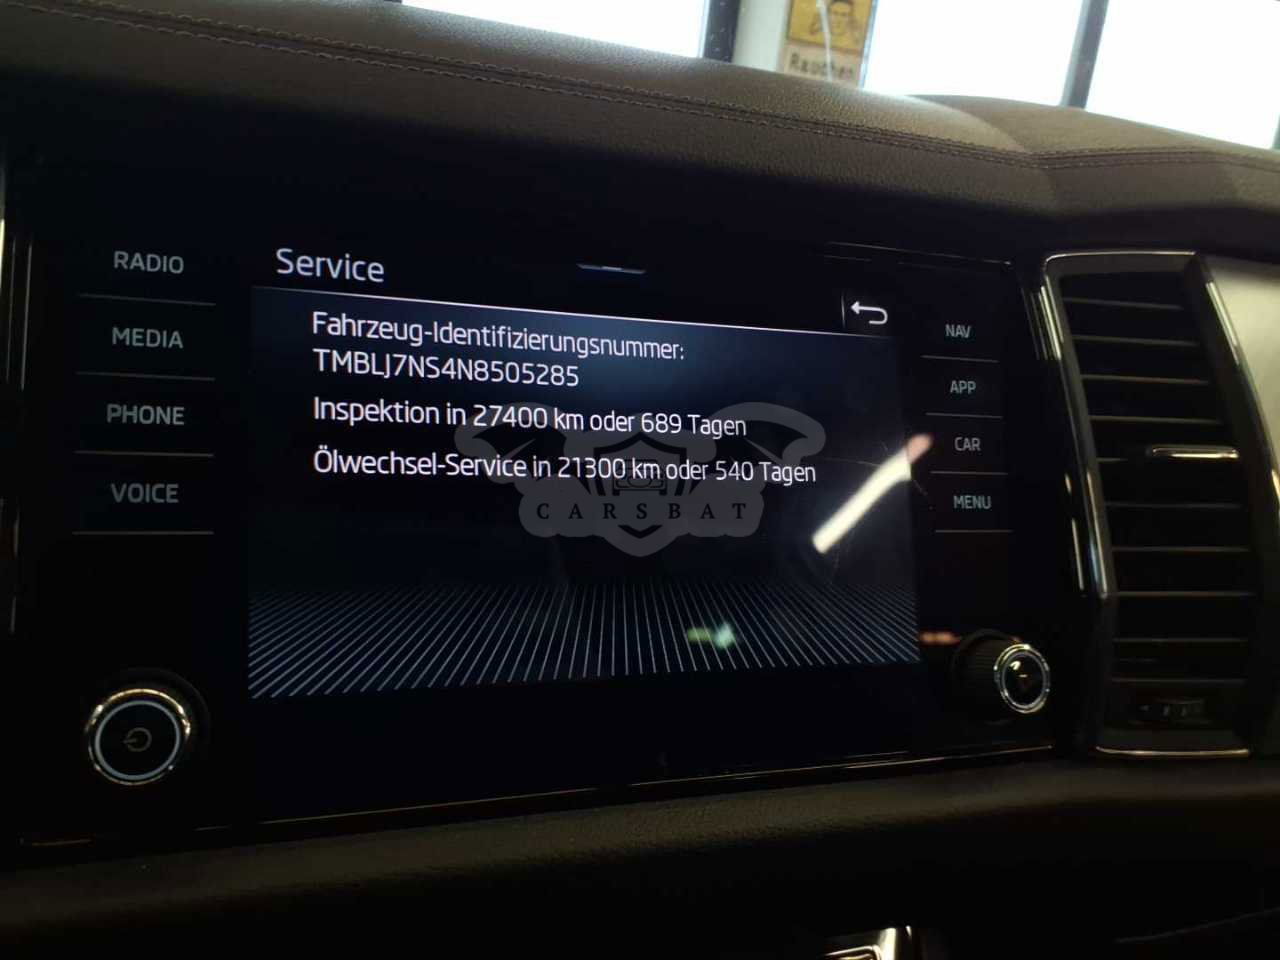 Rauchen
RADIO
MEDIA
PHONE
VOICE
Service
Fahrzeug-Identifizierungsnummer:
TMBLJ7NS4N8505285
Inspektion in 27400 km oder 689 Tagen
Ölwechsel-Service in 21300 km oder 540 Tagen
CARSBAT
NAV
APP
CAR
MENU